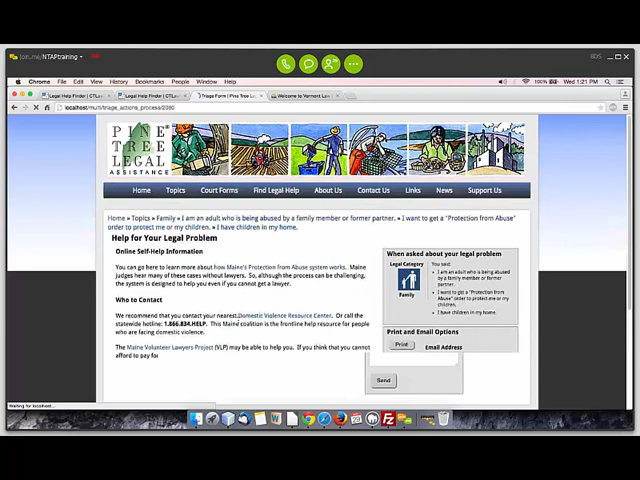 join.me/NTAPtraining
BDS
Chrome File Edit View History Bookmarks People Window Help
100% Wed 1:21 PM
Legal Help Finder | CTLaw
Legal Help Finder | CTLaw
Triage Form | Pine Tree L
Welcome to Vermont Law
localhost/multi/triage_actions_process/2080
PINE
TREE
LEGAL
ASSISTANCE
Home Topics Court Forms Find Legal Help About Us Contact Us Links News Support Us
Home » Topics » Family » I am an adult who is being abused by a family member or former partner. » I want to get a "Protection from Abuse"
order to protect me or my children. » I have children in my home.
Help for Your Legal Problem
Online Self-Help Information
You can go here to learn more about how Maine's Protection from Abuse system works. Maine
judges hear many of these cases without lawyers. So, although the process can be challenging,
the system is designed to help you even if you cannot get a lawyer.
Who to Contact
We recommend that you contact your nearest Domestic Violence Resource Center. Or call the
statewide hotline: 1.866.834.HELP. This Maine coalition is the frontline help resource for people
who are facing domestic violence.
The Maine Volunteer Lawyers Project (VLP) may be able to help you. If you think that you cannot
afford to pay for
When asked about your legal problem
Legal Category
Family
You said:
• I am an adult who is being abused
by a family member or former
partner.
• I want to get a "Protection from
Abuse" order to protect me or my
children.
• I have children in my home.
Print and Email Options
Print
Email Address
Send
Waiting for localhost...